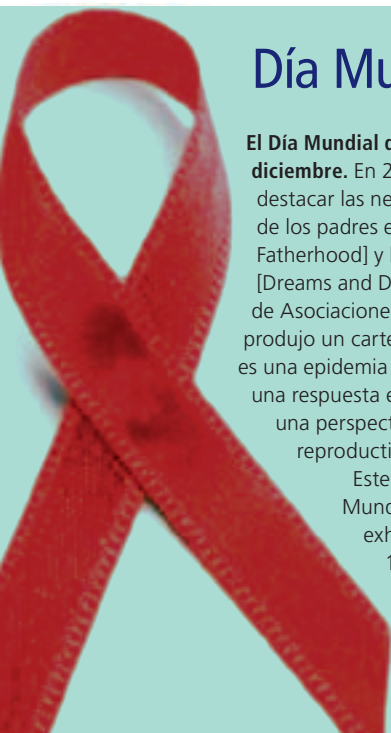 Día Mu
El Día Mundial d
diciembre. En 2
destacar las ne
de los padres e
Fatherhood] y
[Dreams and D
de Asociacione
produjo un carte
es una epidemia
una respuesta e
una perspect
reproducti
Este
Mund
exh
1